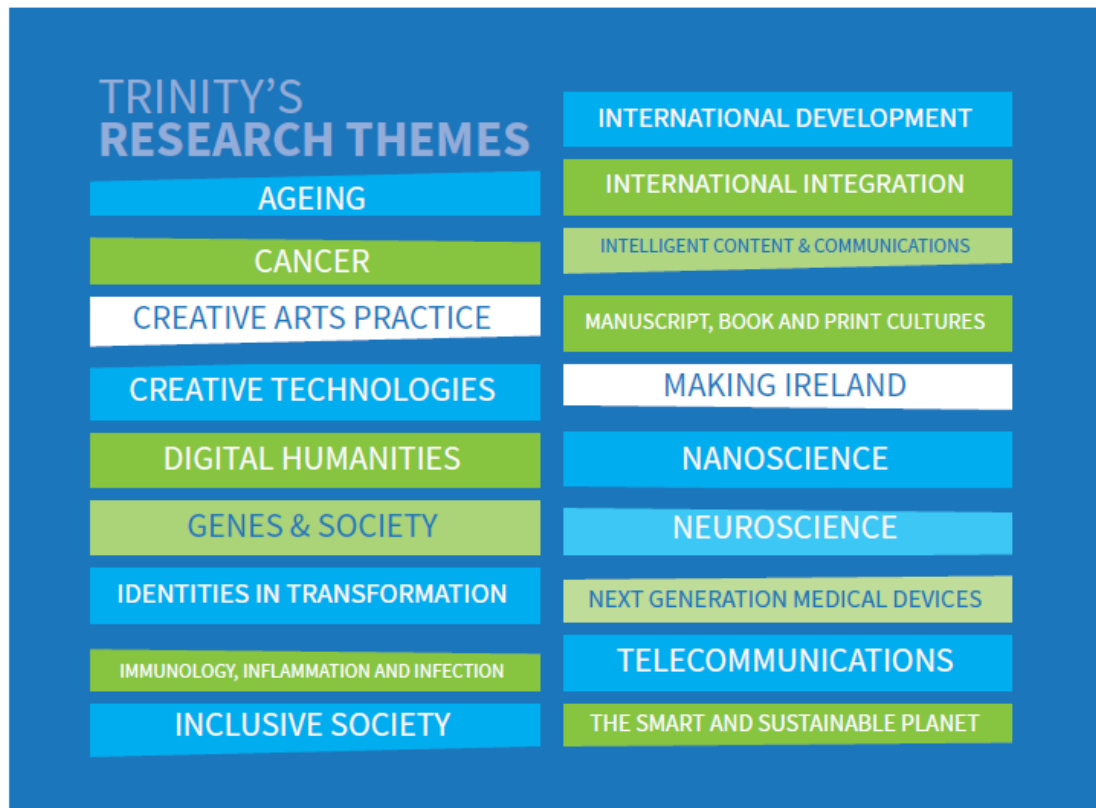 TRINITY'S
RESEARCH THEMES
AGEING
CANCER
CREATIVE ARTS PRACTICE
CREATIVE TECHNOLOGIES
DIGITAL HUMANITIES
GENES & SOCIETY
IDENTITIES IN TRANSFORMATION
IMMUNOLOGY, INFLAMMATION AND INFECTION
INCLUSIVE SOCIETY
INTERNATIONAL DEVELOPMENT
INTERNATIONAL INTEGRATION
INTELLIGENT CONTENT & COMMUNICATIONS
MANUSCRIPT, BOOK AND PRINT CULTURES
MAKING IRELAND
NANOSCIENCE
NEUROSCIENCE
NEXT GENERATION MEDICAL DEVICES
TELECOMMUNICATIONS
THE SMART AND SUSTAINABLE PLANET